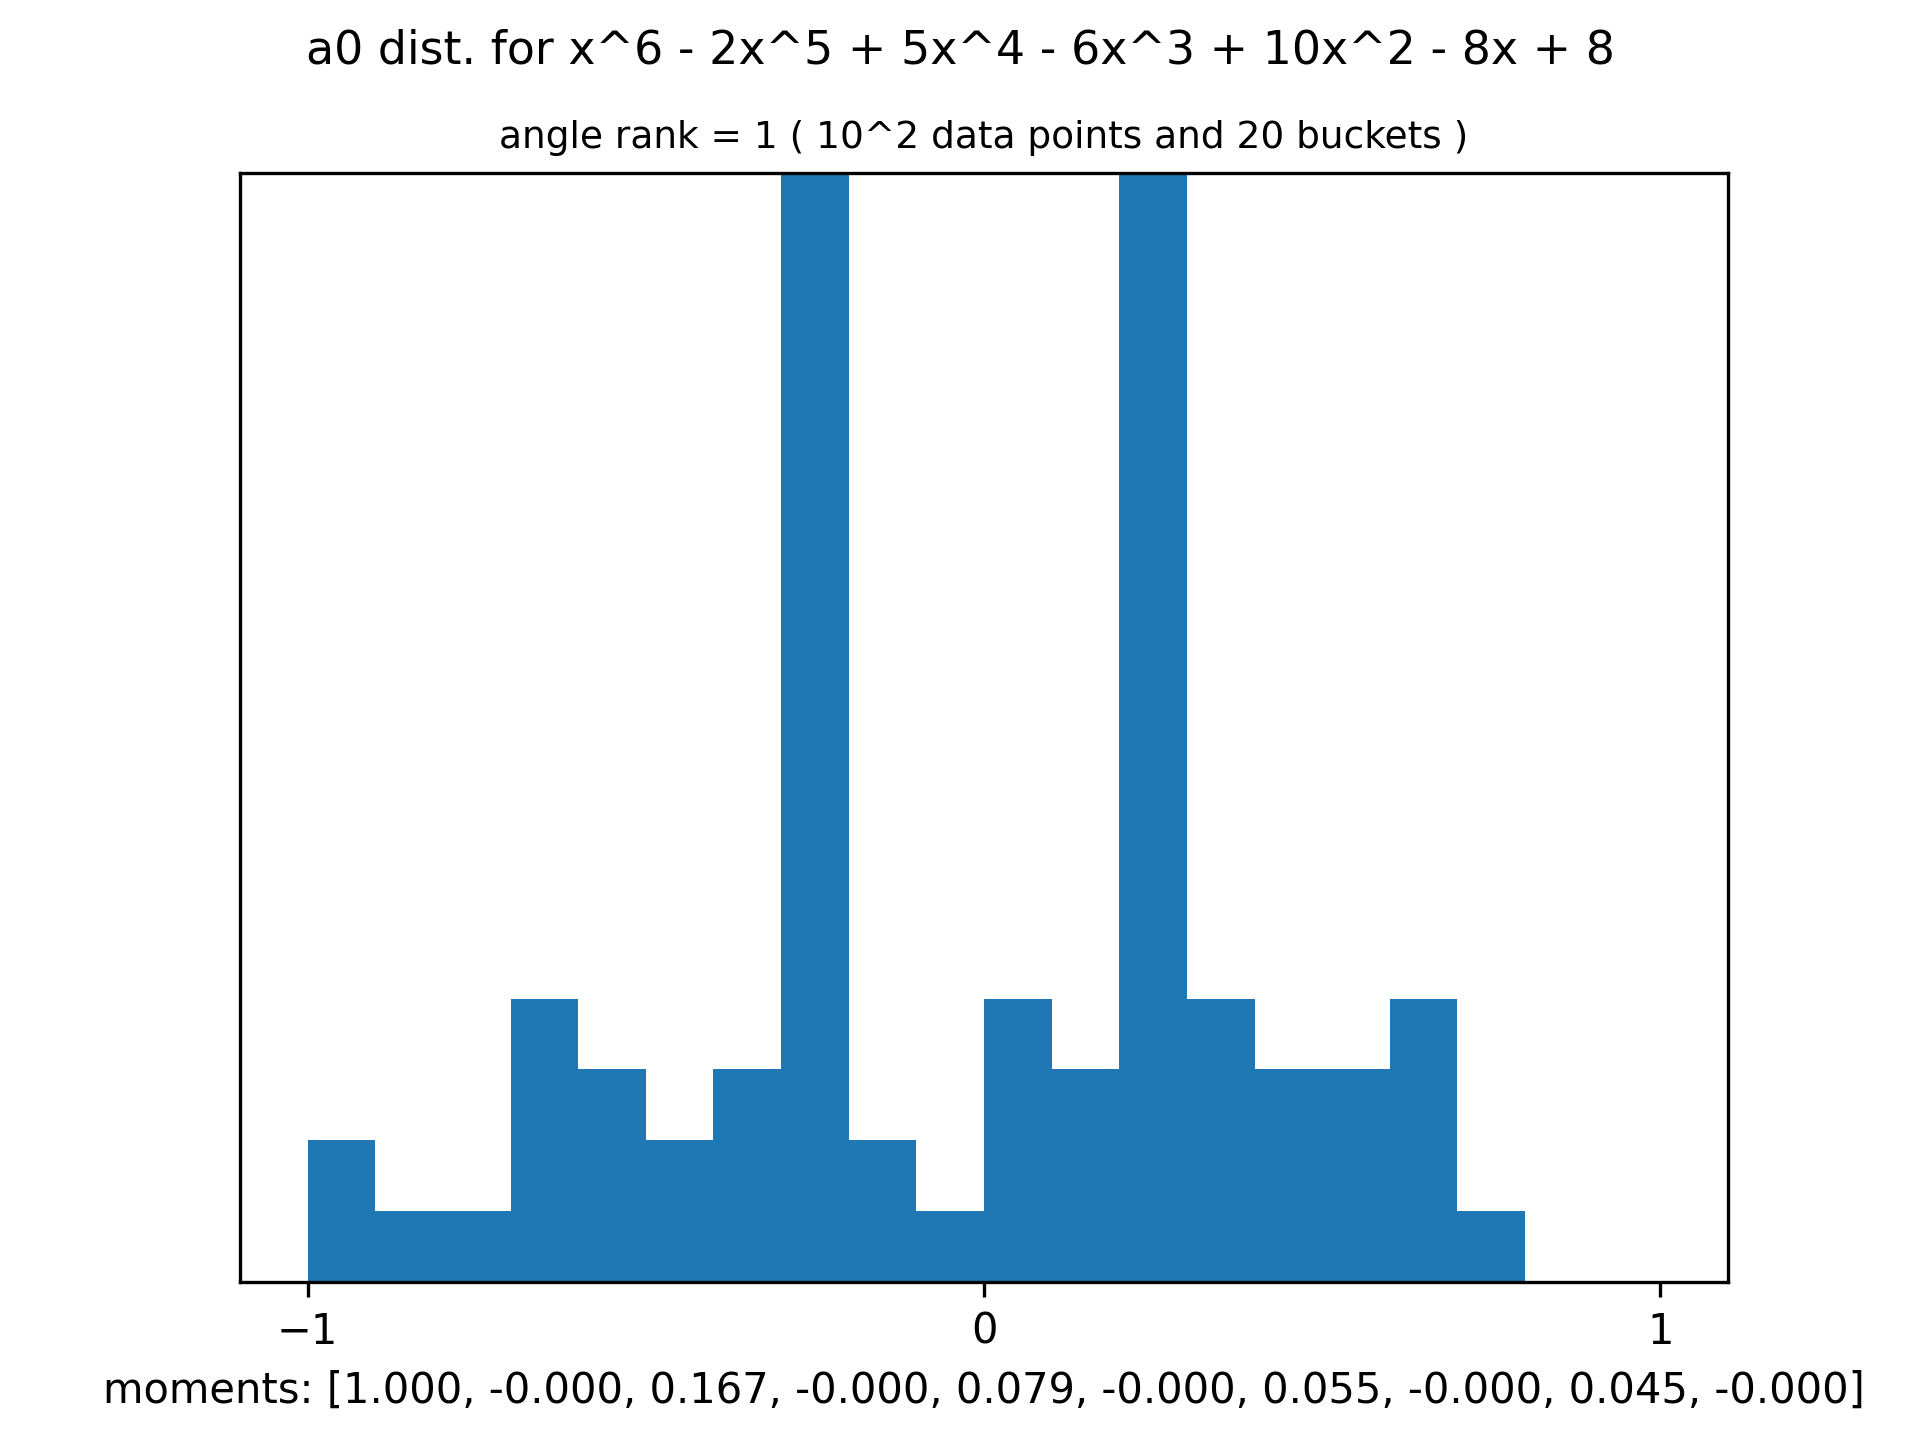 a0 dist. for x^6 - 2x^5 + 5x^4 - 6x^3 + 10x^2 - 8x + 8
angle rank = 1 ( 10^2 data points and 20 buckets )
−1 0 1
moments: [1.000, -0.000, 0.167, -0.000, 0.079, -0.000, 0.055, -0.000, 0.045, -0.000]